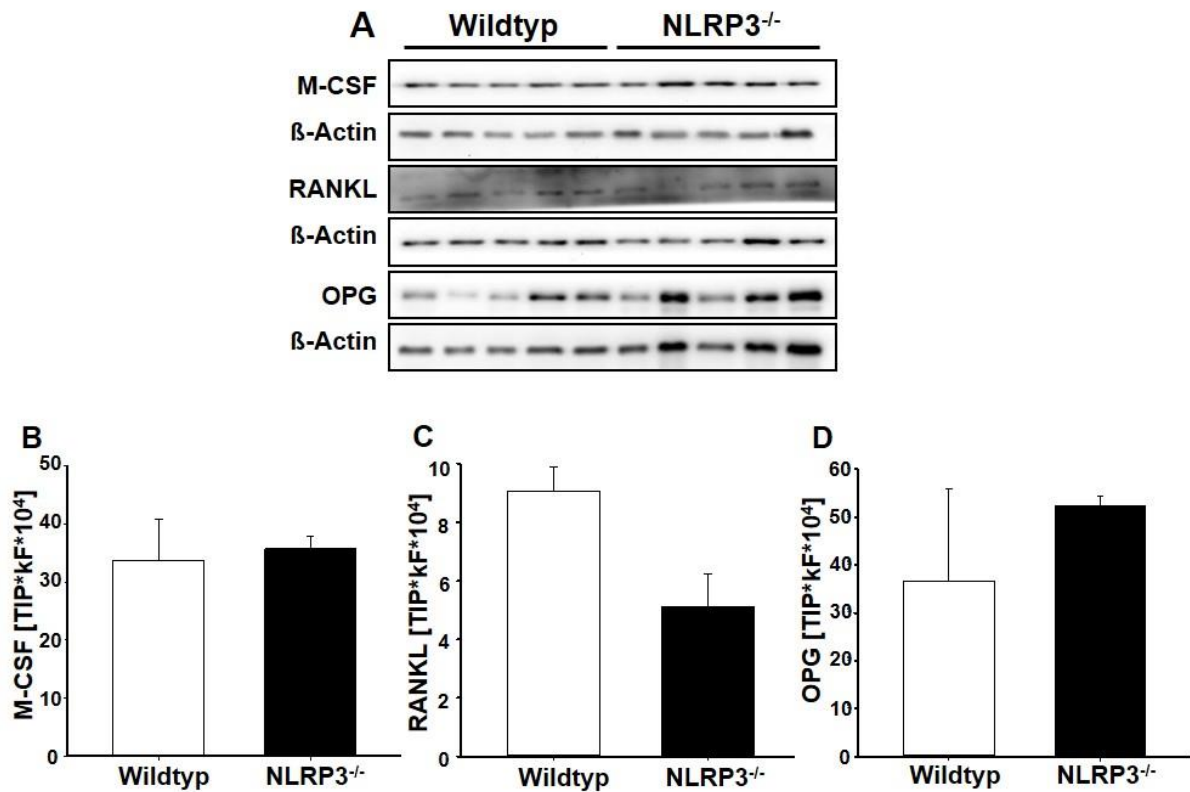 A Wildtyp NLRP3-/-
M-CSF
ß-Actin
RANKL
ß-Actin
OPG
ß-Actin
B
M-CSF [TIP*kF*10⁴]
50
40
30
20
10
0
Wildtyp NLRP3-/-
C
RANKL [TIP*kF*10⁴]
10
8
6
4
2
0
Wildtyp NLRP3-/-
D
OPG [TIP*kF*10⁴]
60
50
40
30
20
10
0
Wildtyp NLRP3-/-